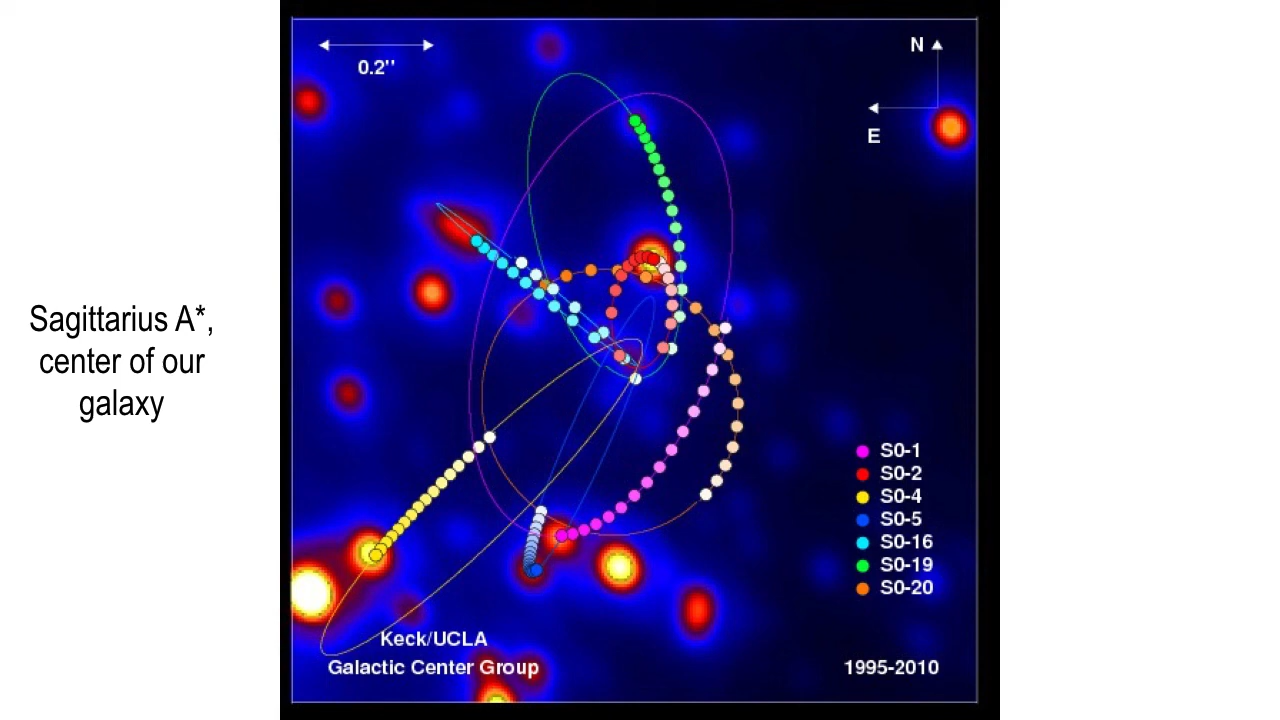 Sagittarius A*,
center of our
galaxy
0.2"
N
E
S0-1
S0-2
S0-4
S0-5
S0-16
S0-19
S0-20
Keck/UCLA
Galactic Center Group
1995-2010